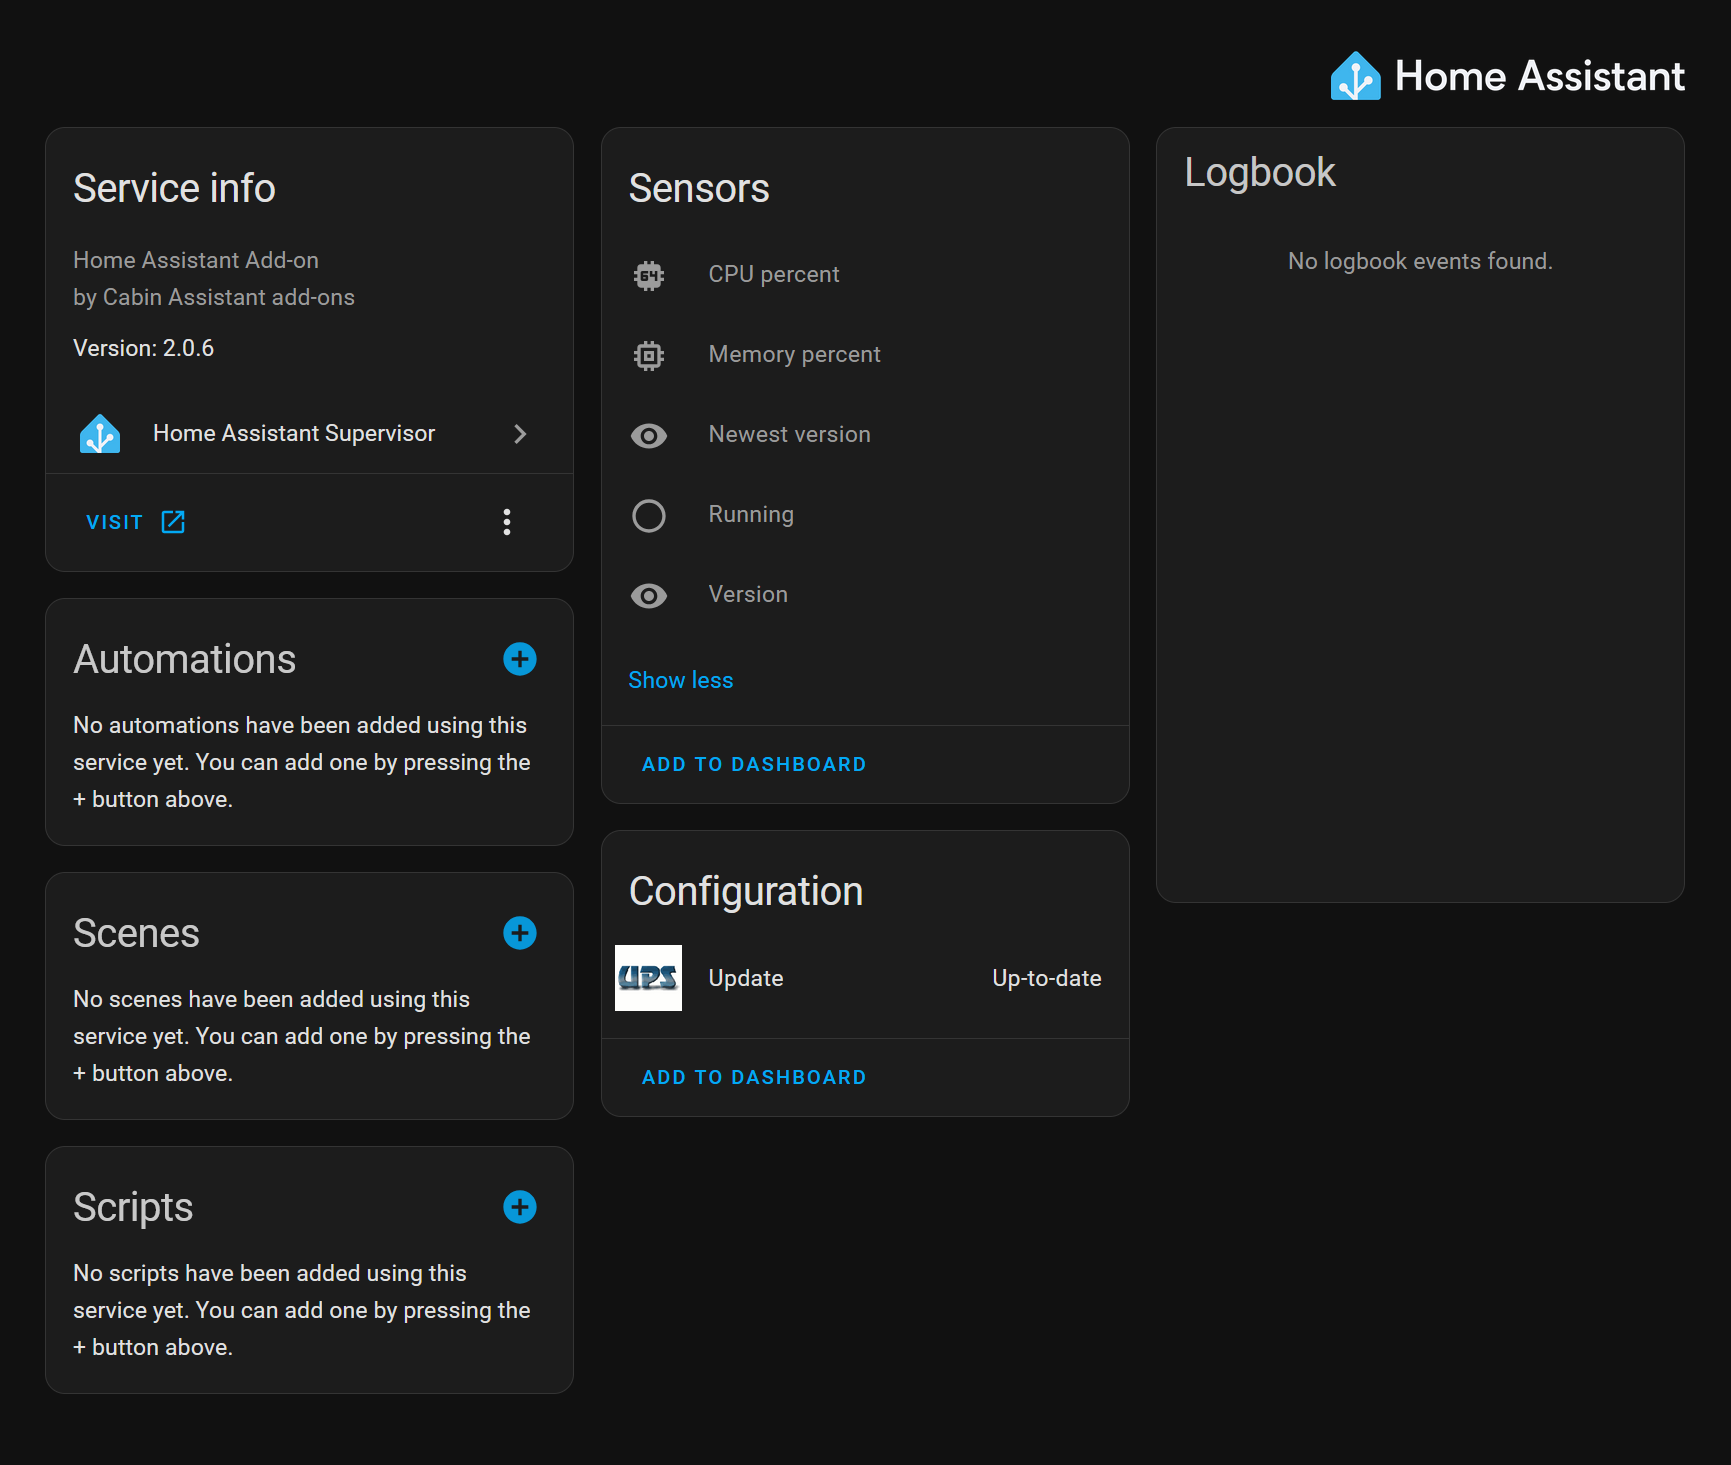 Home Assistant
Service info
Home Assistant Add-on
by Cabin Assistant add-ons
Version: 2.0.6
Home Assistant Supervisor
VISIT
Automations
No automations have been added using this
service yet. You can add one by pressing the
+ button above.
Scenes
No scenes have been added using this
service yet. You can add one by pressing the
+ button above.
Scripts
No scripts have been added using this
service yet. You can add one by pressing the
+ button above.
Sensors
64 CPU percent
Memory percent
Newest version
Running
Version
Show less
ADD TO DASHBOARD
Configuration
UPS Update Up-to-date
ADD TO DASHBOARD
Logbook
No logbook events found.